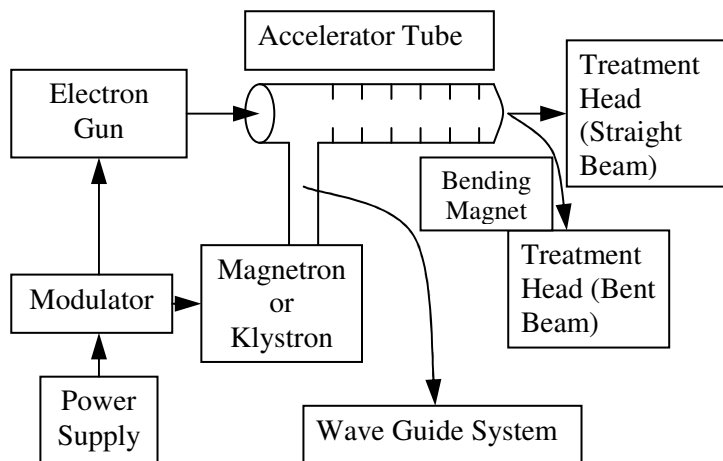 Accelerator Tube
Treatment
Head
(Straight
Beam)
Electron
Gun
Bending
Magnet
Treatment
Head (Bent
Beam)
Magnetron
or
Klystron
Modulator
Power
Supply
Wave Guide System